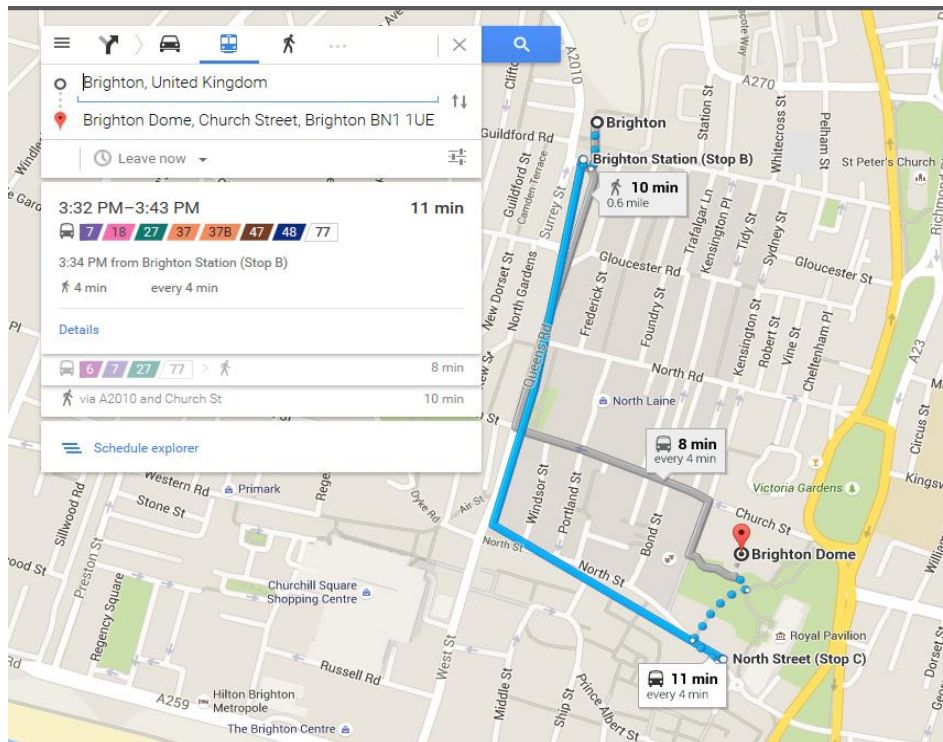 Brighton, United Kingdom
Brighton Dome, Church Street, Brighton BN1 1UE
Leave now
3:32 PM–3:43 PM 11 min
7 18 27 37 37B 47 48 77
3:34 PM from Brighton Station (Stop B)
4 min every 4 min
Details
6 7 27 77 8 min
via A2010 and Church St 10 min
Schedule explorer
A2010
A270
Guildford Rd
Brighton
Brighton Station (Stop B)
10 min
0.6 mile
Station St
Whitecross St
Pelham St
St Peter's Church
Guildford St
Camden Terrace
Surrey St
Trafalgar Ln
Kensington Pl
Tidy St
Sydney St
Gloucester Rd
Gloucester St
New Dorset St
North Gardens
Frederick St
Foundry St
Kensington St
Robert St
Vine St
Cheltenham Pl
A23
Queens Rd
North Rd
North Laine
Circus St
8 min
every 4 min
Victoria Gardens
Church St
Windsor St
Portland St
Bond St
Brighton Dome
Western Rd
Primark
Stone St
Sillwood Rd
Preston St
Dyke Rd
Air St
North St
North St
Regency Square
Churchill Square
Shopping Centre
Royal Pavilion
North Street (Stop C)
11 min
every 4 min
West St
Russell Rd
Middle St
Ship St
Prince Albert St
Dorset St
A259
Hilton Brighton
Metropole
The Brighton Centre